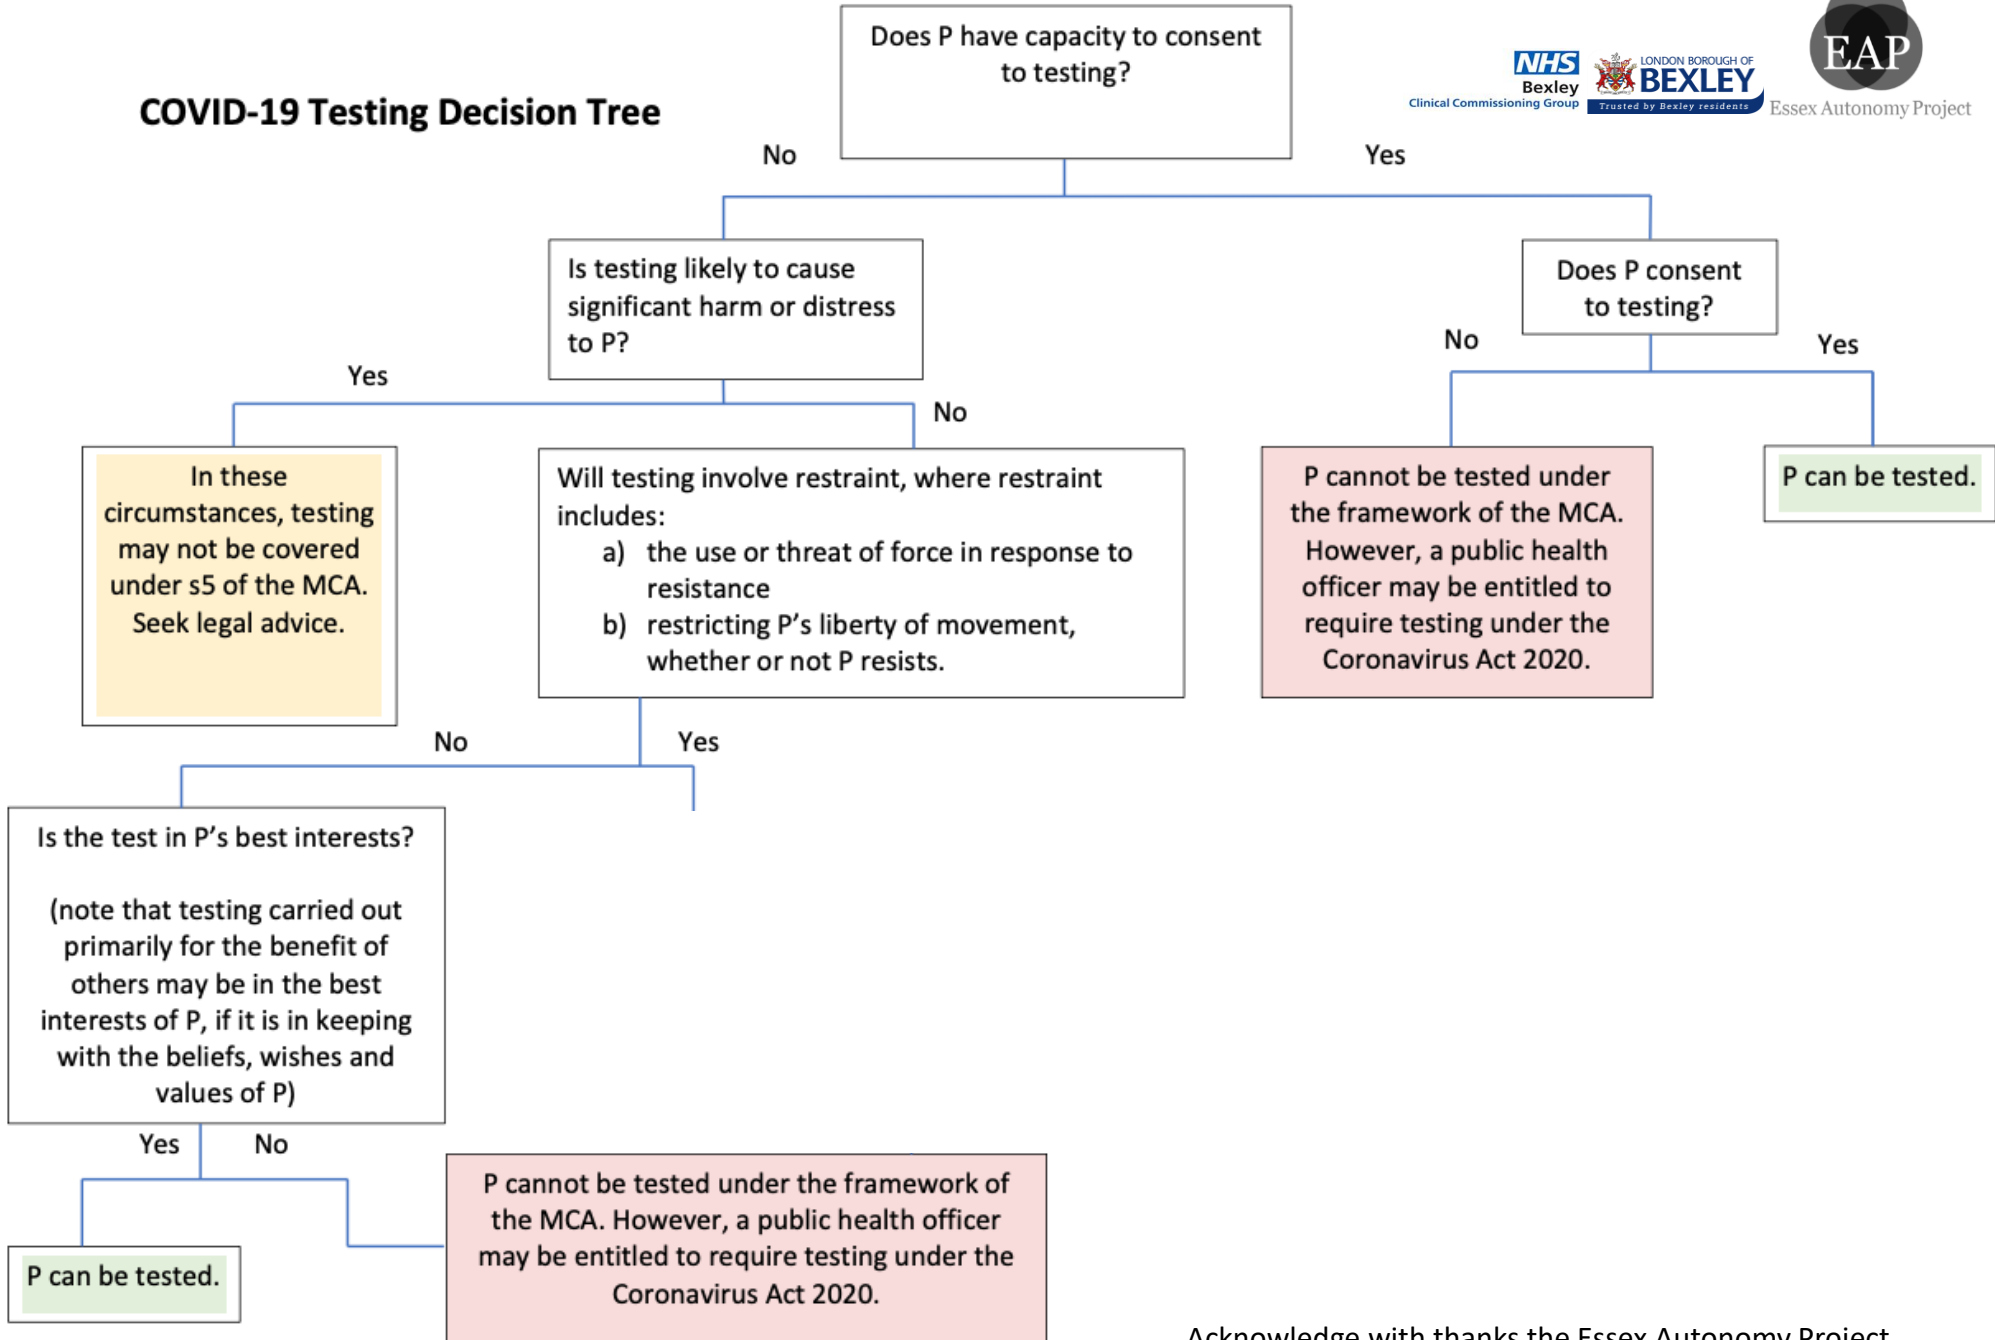 Does P have capacity to consent
to testing?
NHS
Bexley
Clinical Commissioning Group
LONDON BOROUGH OF
BEXLEY
Trusted by Bexley residents
EAP
Essex Autonomy Project
COVID-19 Testing Decision Tree
No
Yes
Is testing likely to cause
significant harm or distress
to P?
Does P consent
to testing?
Yes
No
No
Yes
In these
circumstances, testing
may not be covered
under s5 of the MCA.
Seek legal advice.
Will testing involve restraint, where restraint
includes:
a) the use or threat of force in response to
resistance
b) restricting P’s liberty of movement,
whether or not P resists.
P cannot be tested under
the framework of the MCA.
However, a public health
officer may be entitled to
require testing under the
Coronavirus Act 2020.
P can be tested.
No
Yes
Is the test in P’s best interests?
(note that testing carried out
primarily for the benefit of
others may be in the best
interests of P, if it is in keeping
with the beliefs, wishes and
values of P)
Yes
No
P can be tested.
P cannot be tested under the framework of
the MCA. However, a public health officer
may be entitled to require testing under the
Coronavirus Act 2020.
Acknowledge with thanks the Essex Autonomy Project